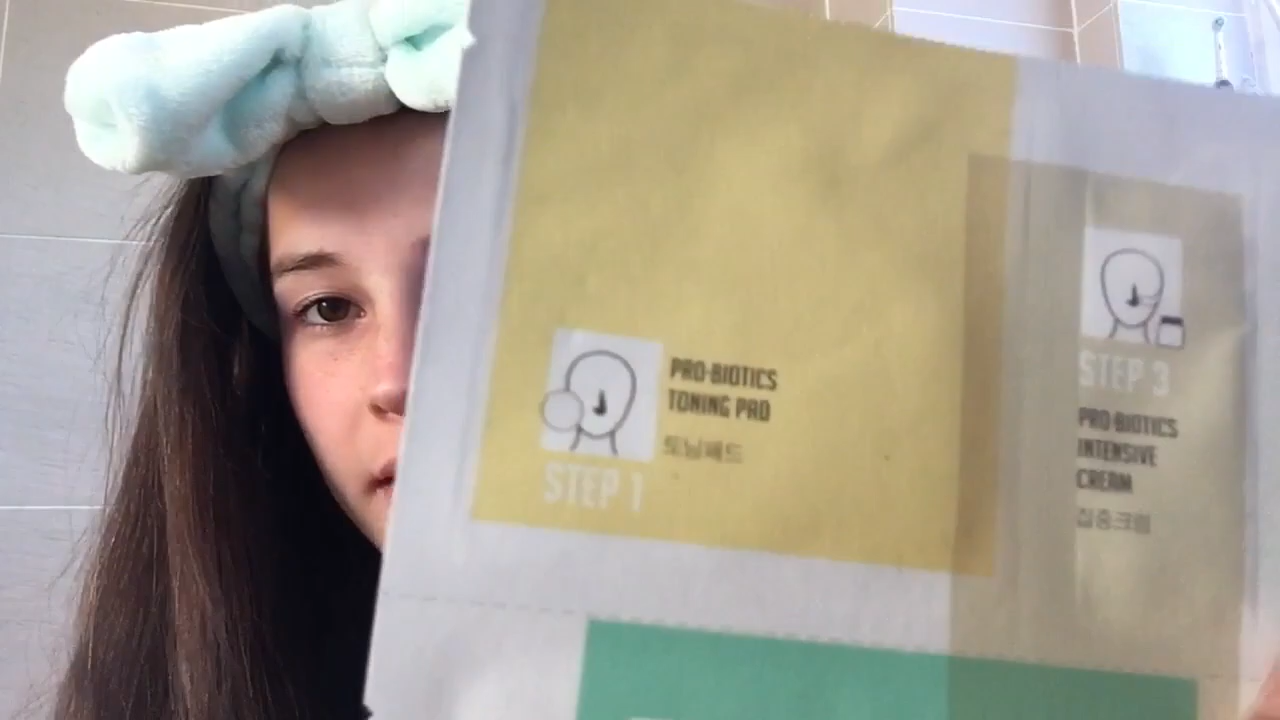 PRO·BIOTICS
TONING PAD
토닝패드
STEP 1
STEP 3
PRO·BIOTICS
INTENSIVE
CREAM
집중크림